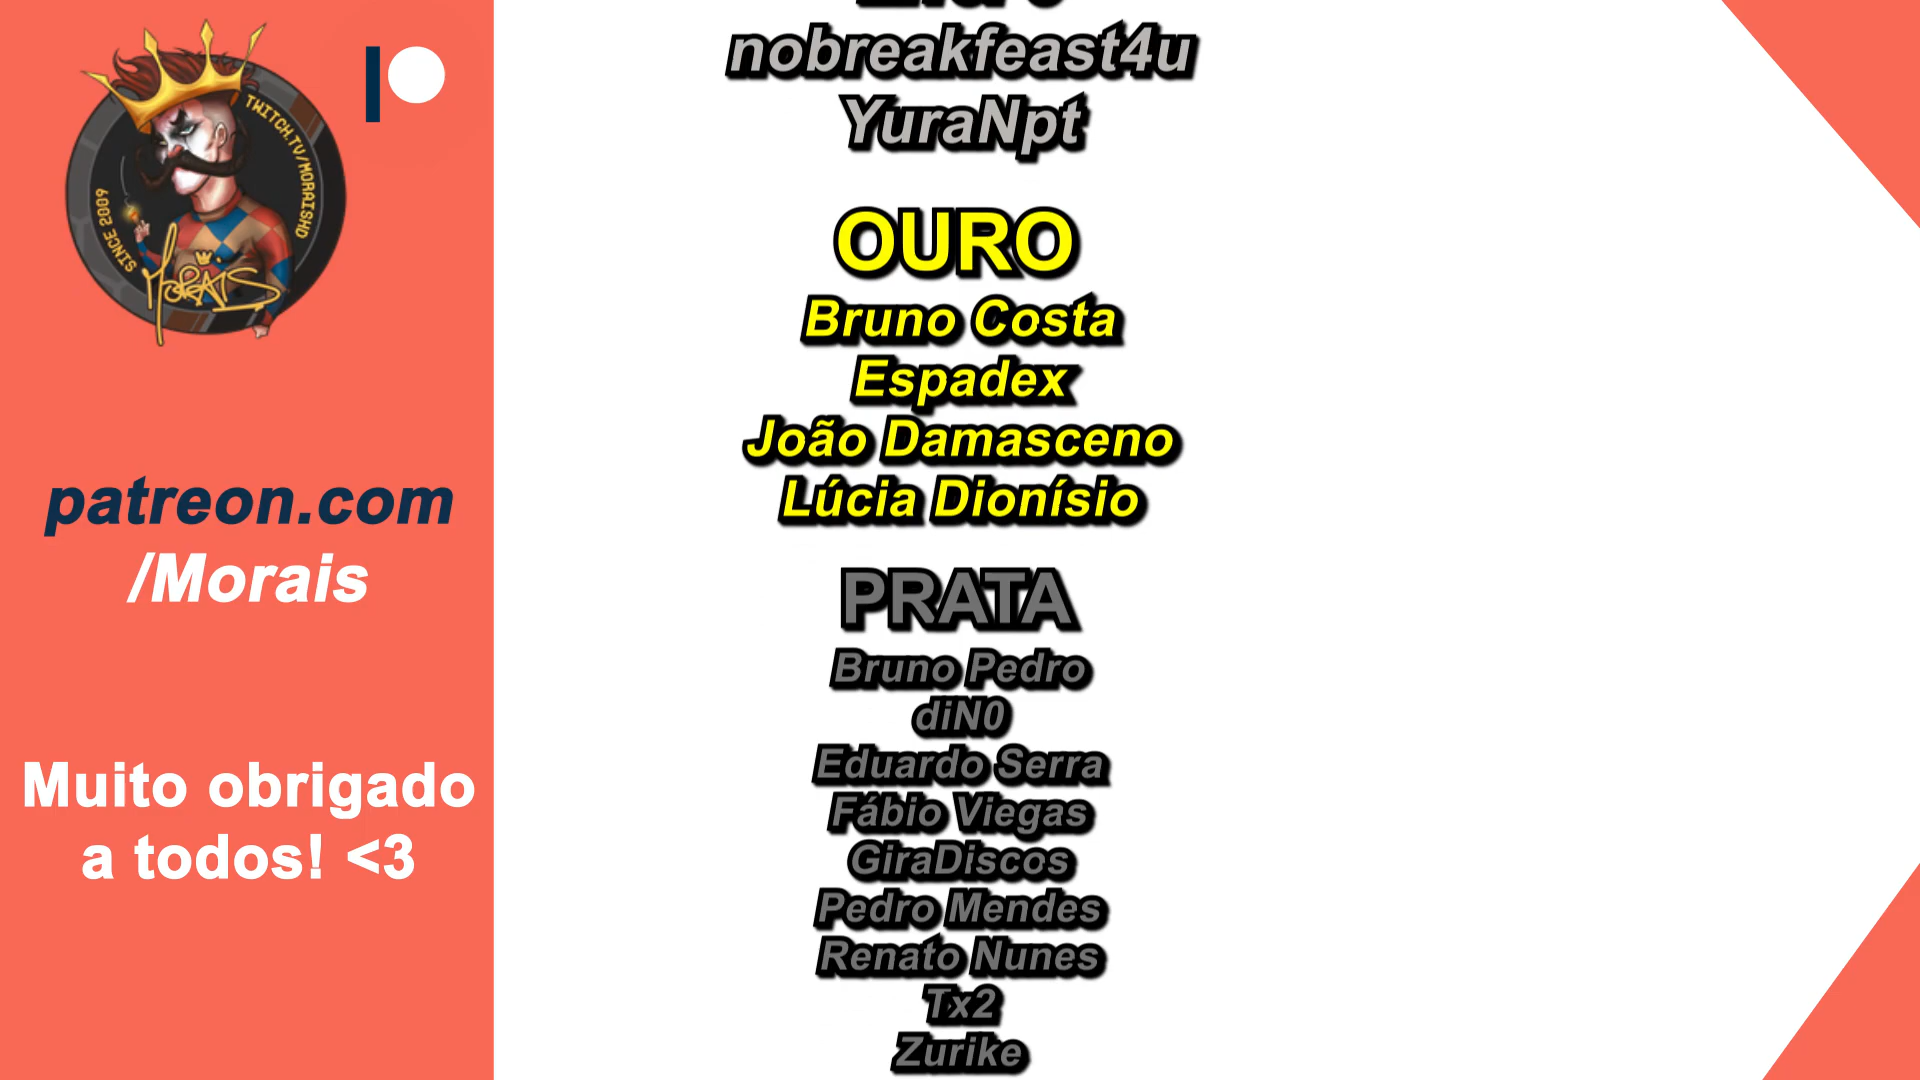 TWITCH.TV/MORAISHD
SINCE 2009
MORAIS
patreon.com
/Morais
Muito obrigado
a todos! <3
nobreakfeast4u
YuraNpt
OURO
Bruno Costa
Espadex
João Damasceno
Lúcia Dionísio
PRATA
Bruno Pedro
diN0
Eduardo Serra
Fábio Viegas
GiraDiscos
Pedro Mendes
Renato Nunes
Tx2
Zurike